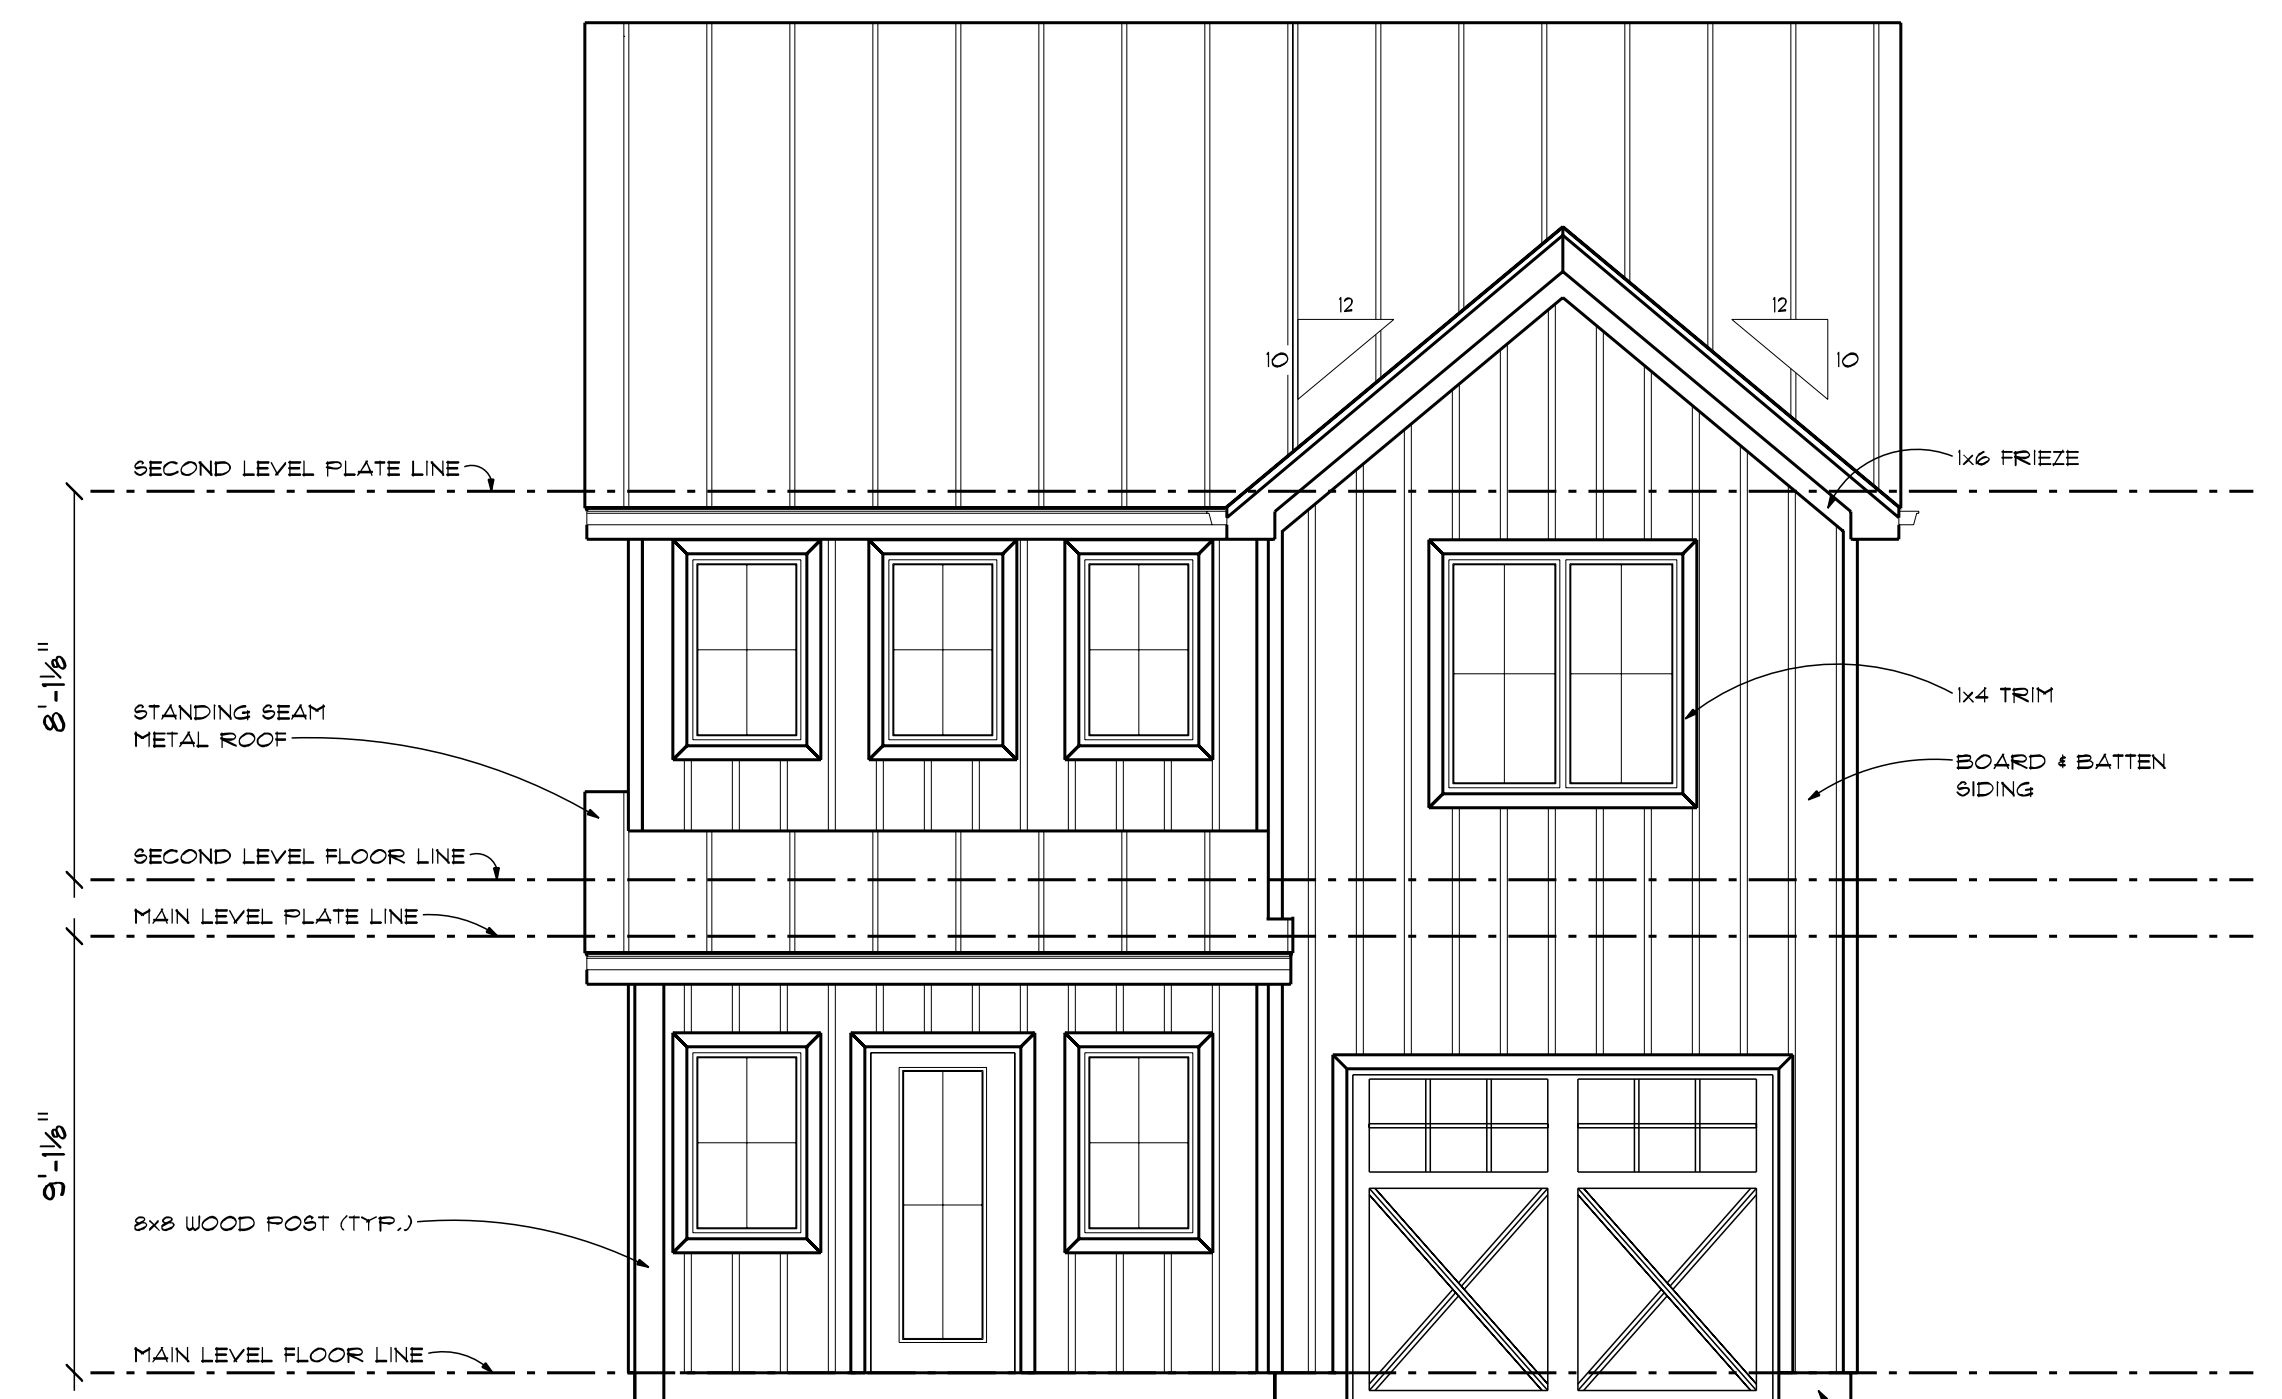 12
12
10
10
SECOND LEVEL PLATE LINE
1x6 FRIEZE
8'-1⅛"
1x4 TRIM
STANDING SEAM
METAL ROOF
BOARD & BATTEN
SIDING
SECOND LEVEL FLOOR LINE
MAIN LEVEL PLATE LINE
9'-1⅛"
8x8 WOOD POST (TYP.)
MAIN LEVEL FLOOR LINE